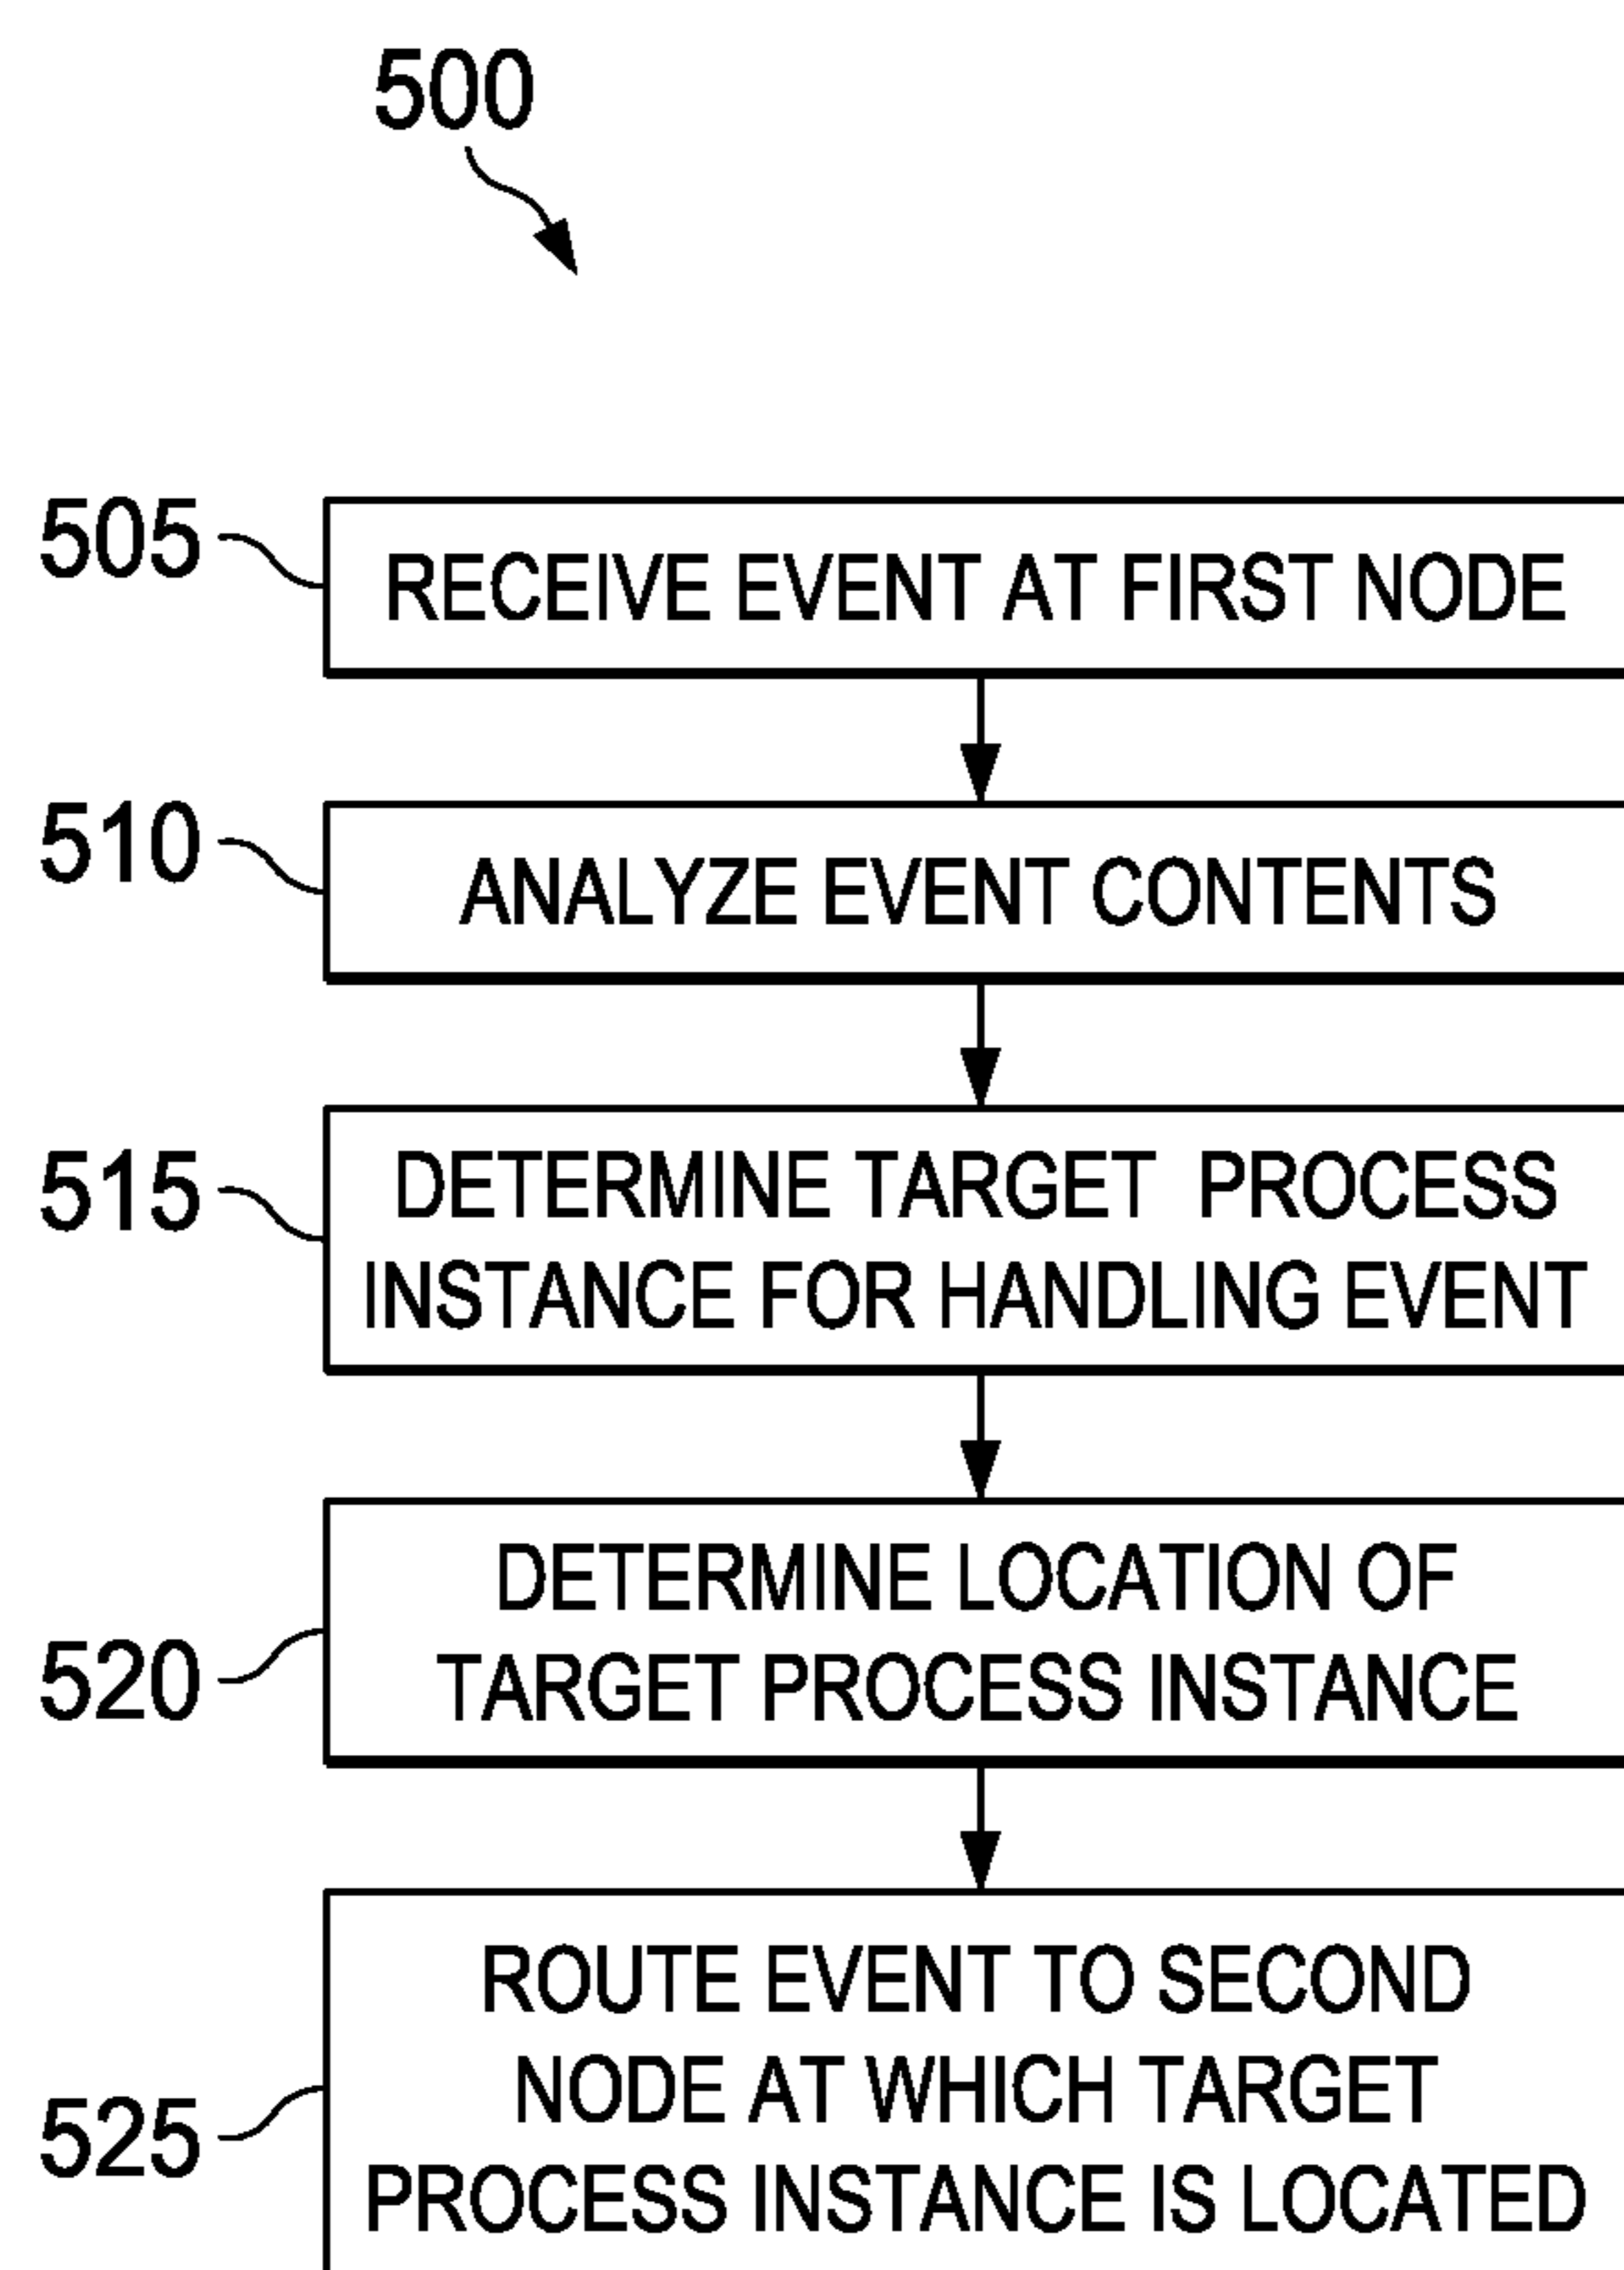 500
505
RECEIVE EVENT AT FIRST NODE
510
ANALYZE EVENT CONTENTS
515
DETERMINE TARGET PROCESS
INSTANCE FOR HANDLING EVENT
520
DETERMINE LOCATION OF
TARGET PROCESS INSTANCE
525
ROUTE EVENT TO SECOND
NODE AT WHICH TARGET
PROCESS INSTANCE IS LOCATED